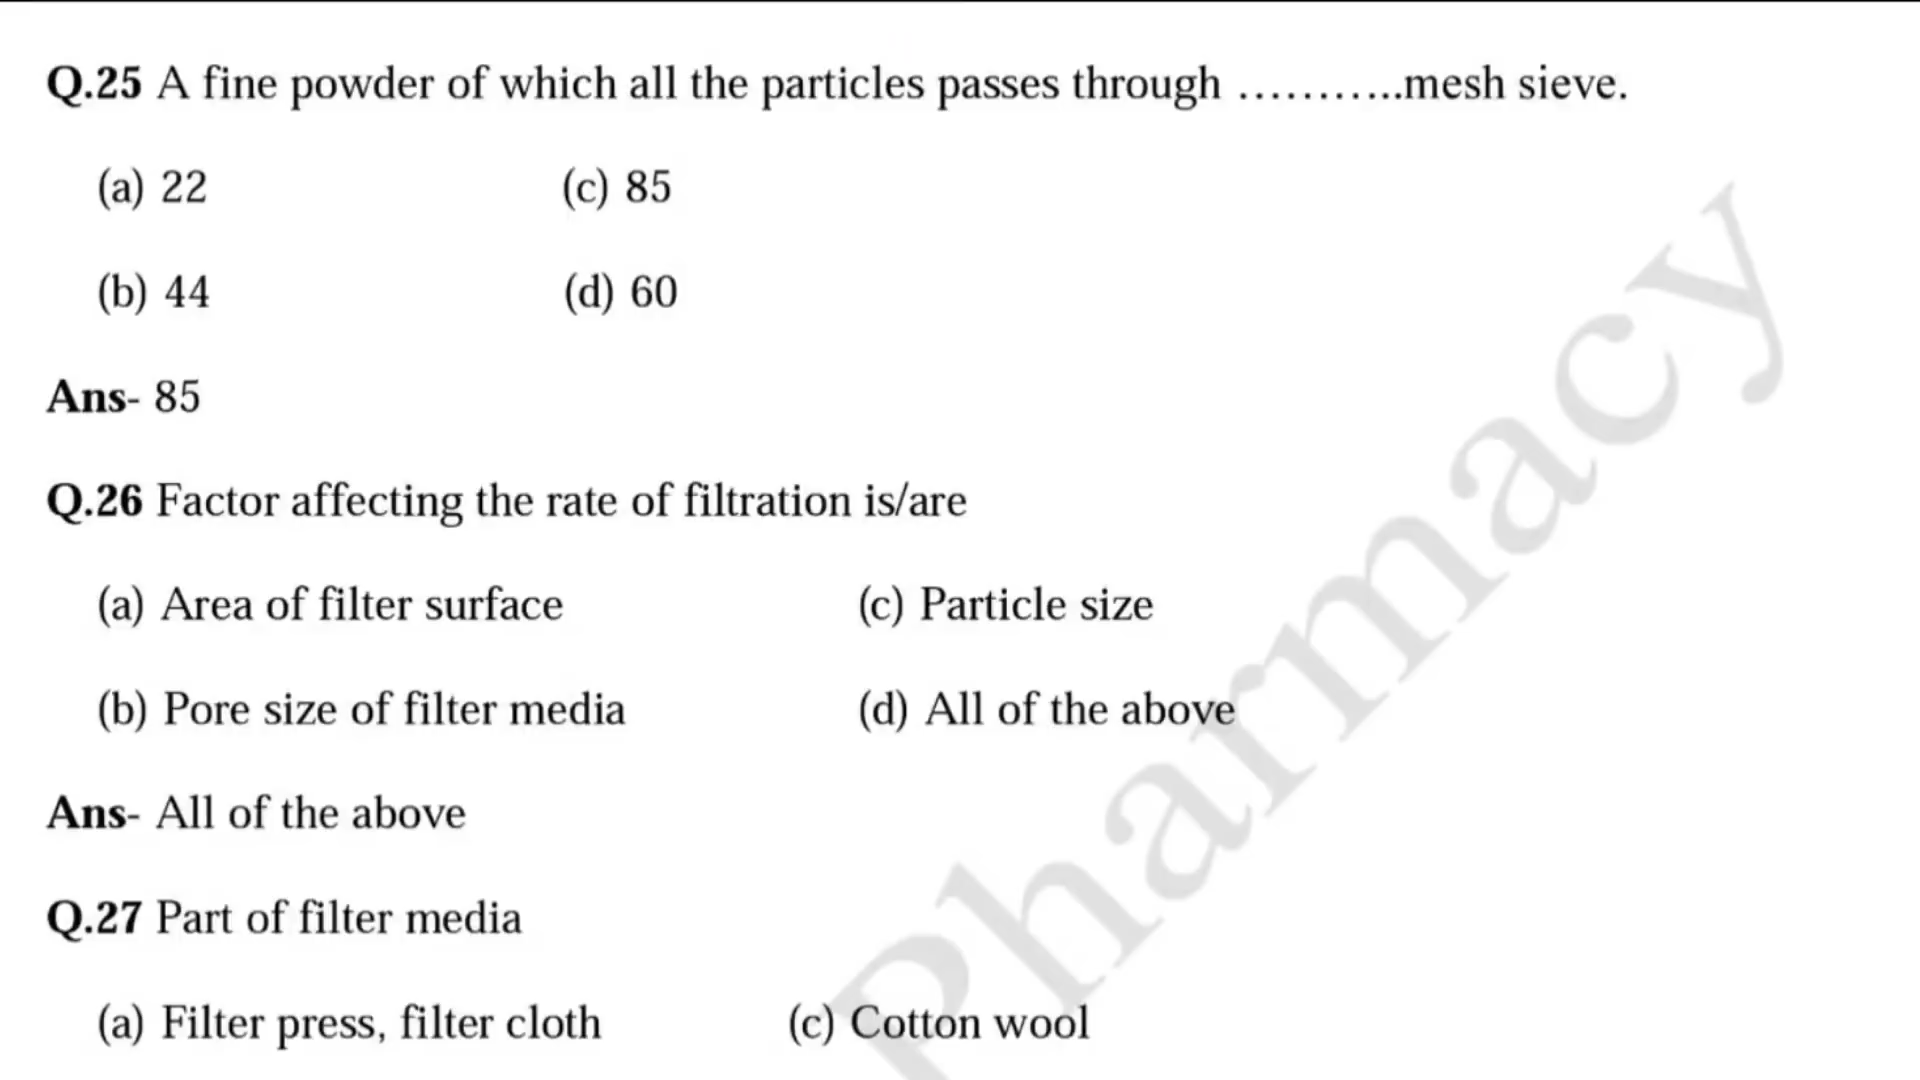 Q.25 A fine powder of which all the particles passes through ………..mesh sieve.
(a) 22 (c) 85
(b) 44 (d) 60
Ans- 85
Q.26 Factor affecting the rate of filtration is/are
(a) Area of filter surface (c) Particle size
(b) Pore size of filter media (d) All of the above
Ans- All of the above
Q.27 Part of filter media
(a) Filter press, filter cloth (c) Cotton wool
Pharmacy